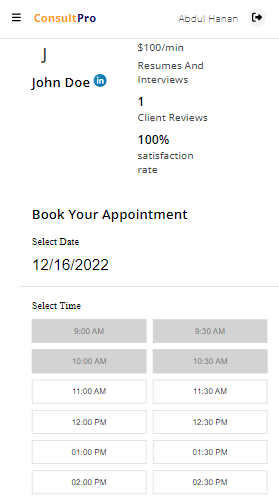 ConsultPro
Abdul Hanan
J
John Doe in
$100/min
Resumes And
Interviews
1
Client Reviews
100%
satisfaction
rate
Book Your Appointment
Select Date
12/16/2022
Select Time
9:00 AM 9:30 AM
10:00 AM 10:30 AM
11:00 AM 11:30 AM
12:00 PM 12:30 PM
01:00 PM 01:30 PM
02:00 PM 02:30 PM